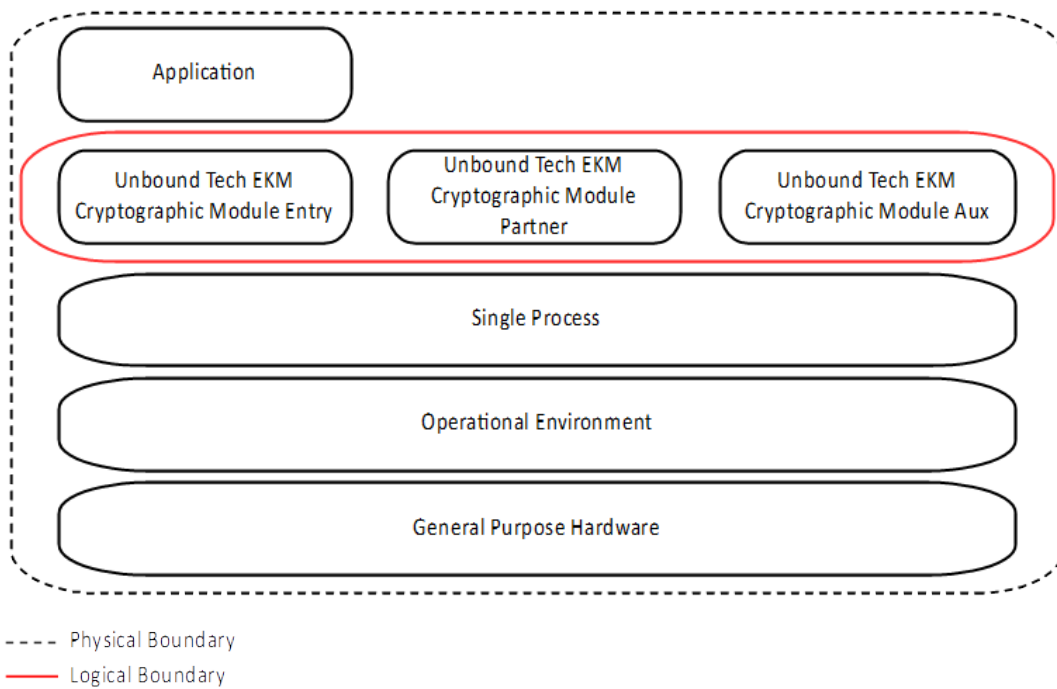 Application
Unbound Tech EKM
Cryptographic Module Entry
Unbound Tech EKM
Cryptographic Module
Partner
Unbound Tech EKM
Cryptographic Module Aux
Single Process
Operational Environment
General Purpose Hardware
Physical Boundary
Logical Boundary